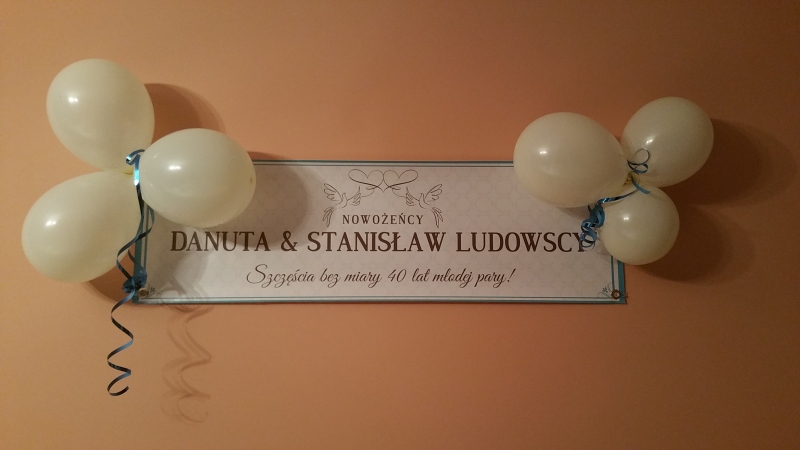 NOWOŻEŃCY
DANUTA & STANISŁAW LUDOWSCY
Szczęścia bez miary 40 lat młodej pary!